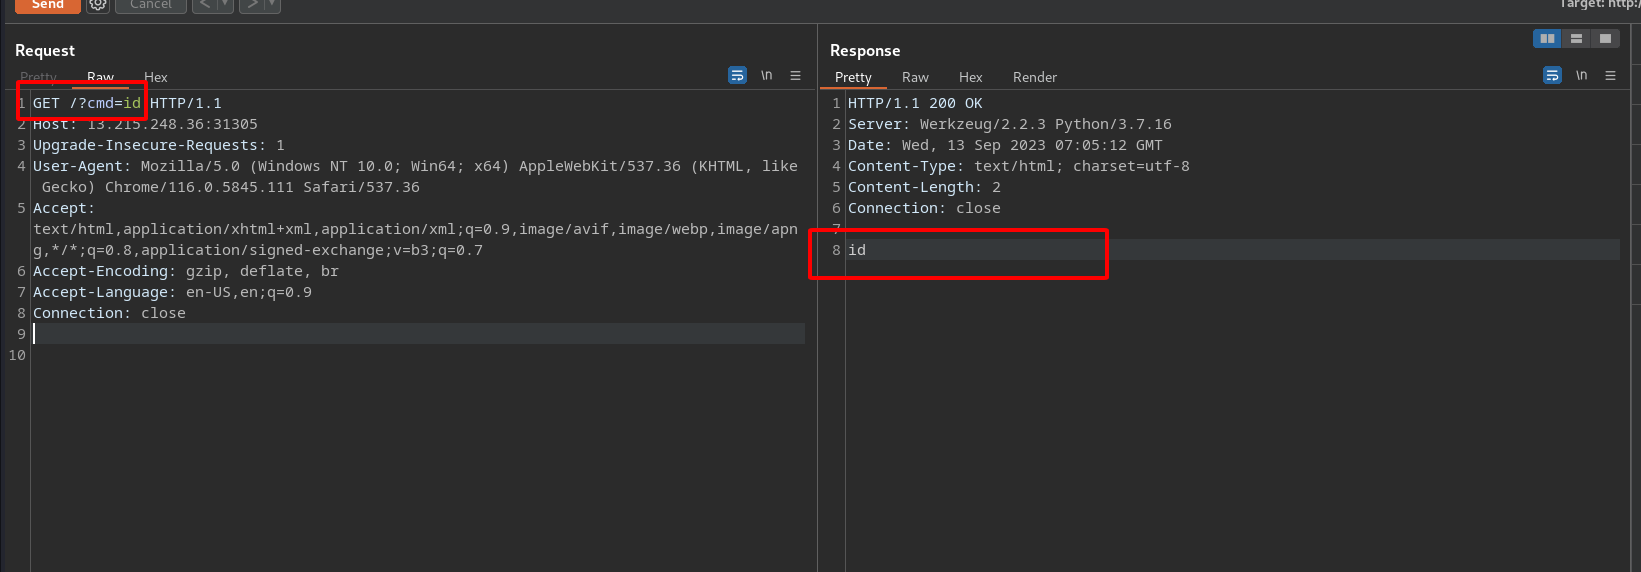 Send Cancel < >
Target: http:/
Request
Pretty Raw Hex \n
1 GET /?cmd=id HTTP/1.1
2 Host: 13.215.248.36:31305
3 Upgrade-Insecure-Requests: 1
4 User-Agent: Mozilla/5.0 (Windows NT 10.0; Win64; x64) AppleWebKit/537.36 (KHTML, like
Gecko) Chrome/116.0.5845.111 Safari/537.36
5 Accept:
text/html,application/xhtml+xml,application/xml;q=0.9,image/avif,image/webp,image/apn
g,*/*;q=0.8,application/signed-exchange;v=b3;q=0.7
6 Accept-Encoding: gzip, deflate, br
7 Accept-Language: en-US,en;q=0.9
8 Connection: close
9
10
Response
Pretty Raw Hex Render \n
1 HTTP/1.1 200 OK
2 Server: Werkzeug/2.2.3 Python/3.7.16
3 Date: Wed, 13 Sep 2023 07:05:12 GMT
4 Content-Type: text/html; charset=utf-8
5 Content-Length: 2
6 Connection: close
7
8 id